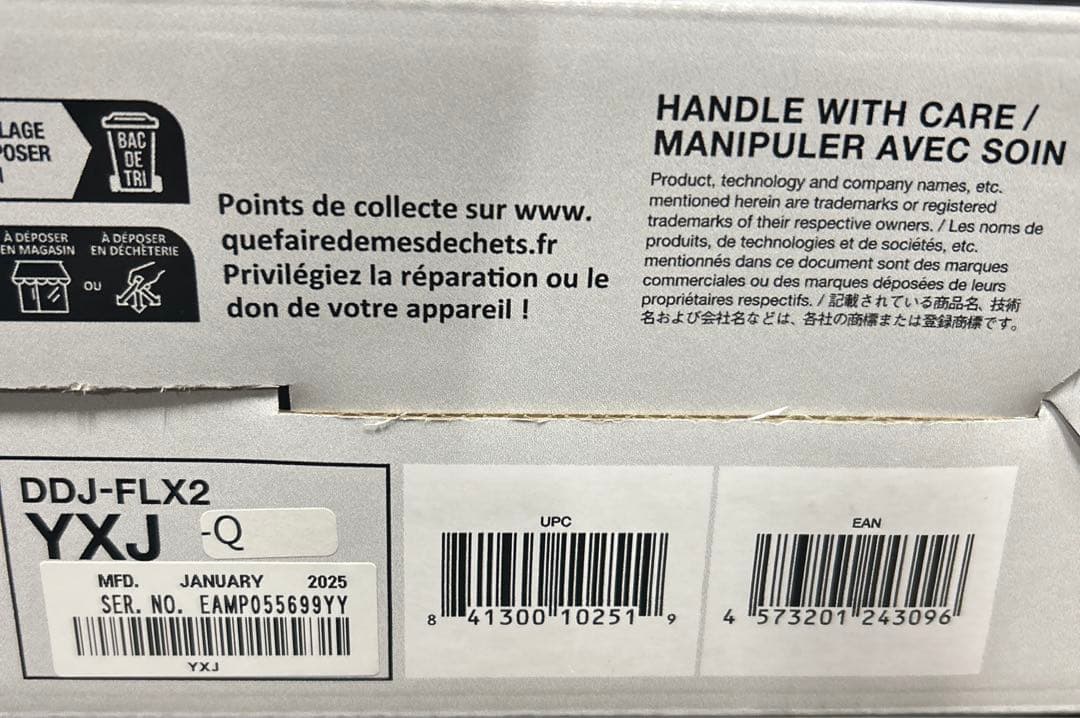 LAGE
POSER
BAC
DE
TRI
À DÉPOSER
EN MAGASIN
OU
À DÉPOSER
EN DÉCHÈTERIE
Points de collecte sur www.
quefairedemesdechets.fr
Privilégiez la réparation ou le
don de votre appareil !
HANDLE WITH CARE /
MANIPULER AVEC SOIN
Product, technology and company names, etc.
mentioned herein are trademarks or registered
trademarks of their respective owners. / Les noms de
produits, de technologies et de sociétés, etc.
mentionnés dans ce document sont des marques
commerciales ou des marques déposées de leurs
propriétaires respectifs. / 記載されている商品名、技術
名および会社名などは、各社の商標または登録商標です。
DDJ-FLX2
YXJ -Q
MFD. JANUARY 2025
SER. NO. EAMP055699YY
YXJ
UPC
8 41300 10251 9
EAN
4 573201 243096